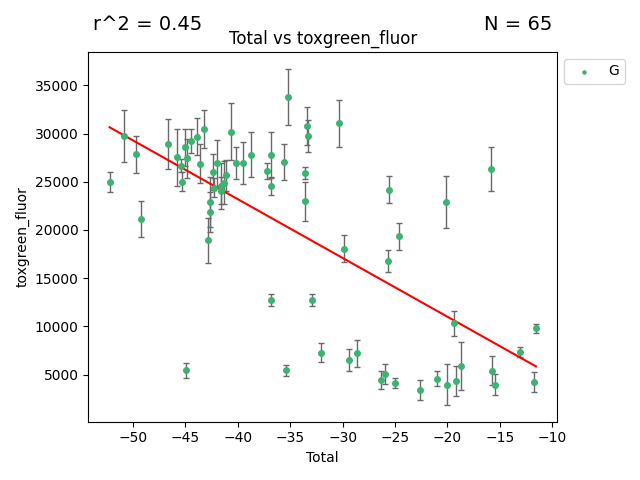 r^2 = 0.45
N = 65
Total vs toxgreen_fluor
G
toxgreen_fluor
35000
30000
25000
20000
15000
10000
5000
−50
−45
−40
−35
−30
−25
−20
−15
−10
Total